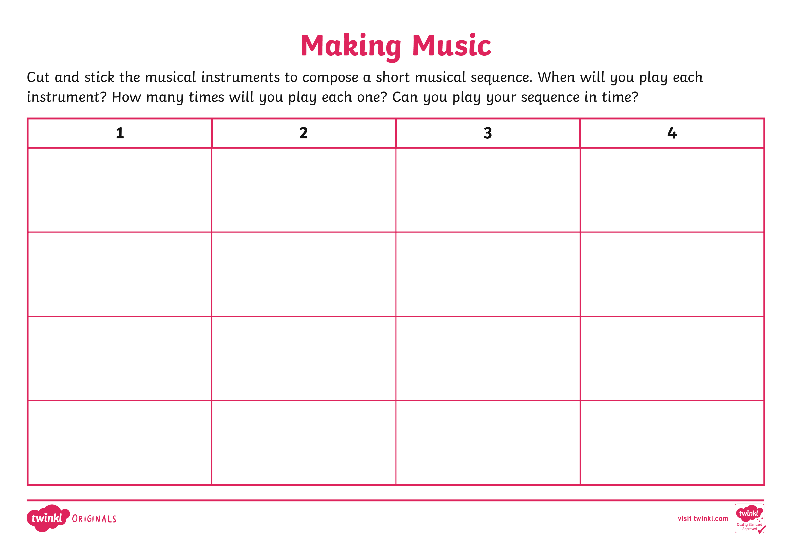 Making Music
Cut and stick the musical instruments to compose a short musical sequence. When will you play each
instrument? How many times will you play each one? Can you play your sequence in time?
1 2 3 4
twinkl ORIGINALS
visit twinkl.com
twinkl